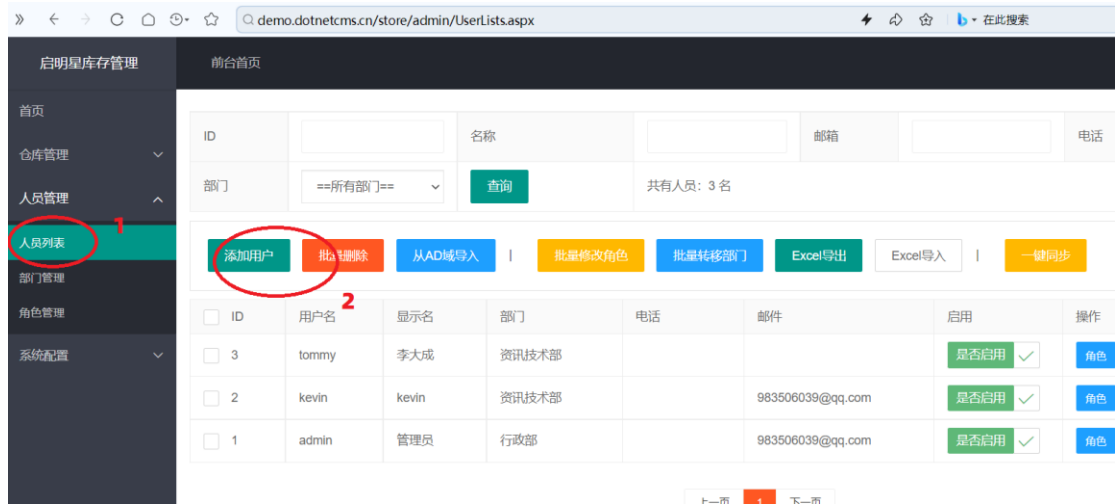 demo.dotnetcms.cn/store/admin/UserLists.aspx 在此搜索
启明星库存管理 前台首页
首页
仓库管理
人员管理
人员列表
部门管理
角色管理
系统配置
1
ID 名称 邮箱 电话
部门 ==所有部门== 查询 共有人员：3 名
添加用户 批量删除 从AD域导入 | 批量修改角色 批量转移部门 Excel导出 Excel导入 | 一键同步
2
ID 用户名 显示名 部门 电话 邮件 启用 操作
3 tommy 李大成 资讯技术部 是否启用 角色
2 kevin kevin 资讯技术部 983506039@qq.com 是否启用 角色
1 admin 管理员 行政部 983506039@qq.com 是否启用 角色
上一页 1 下一页